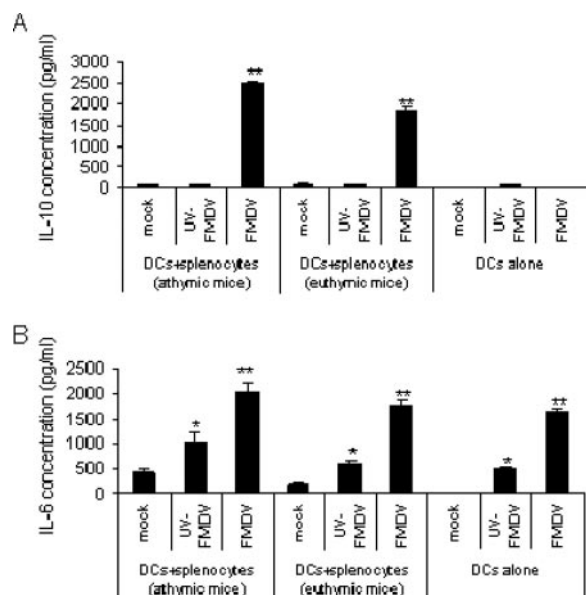 A
IL-10 concentration (pg/ml)
3000
2500
2000
1500
1000
500
0
**
**
mock
UV-
FMDV
FMDV
mock
UV-
FMDV
FMDV
mock
UV-
FMDV
FMDV
DCs+splenocytes
(athymic mice)
DCs+splenocytes
(euthymic mice)
DCs alone
B
IL-6 concentration (pg/ml)
2500
2000
1500
1000
500
0
*
**
*
**
*
**
mock
UV-
FMDV
FMDV
mock
UV-
FMDV
FMDV
mock
UV-
FMDV
FMDV
DCs+splenocytes
(athymic mice)
DCs+splenocytes
(euthymic mice)
DCs alone